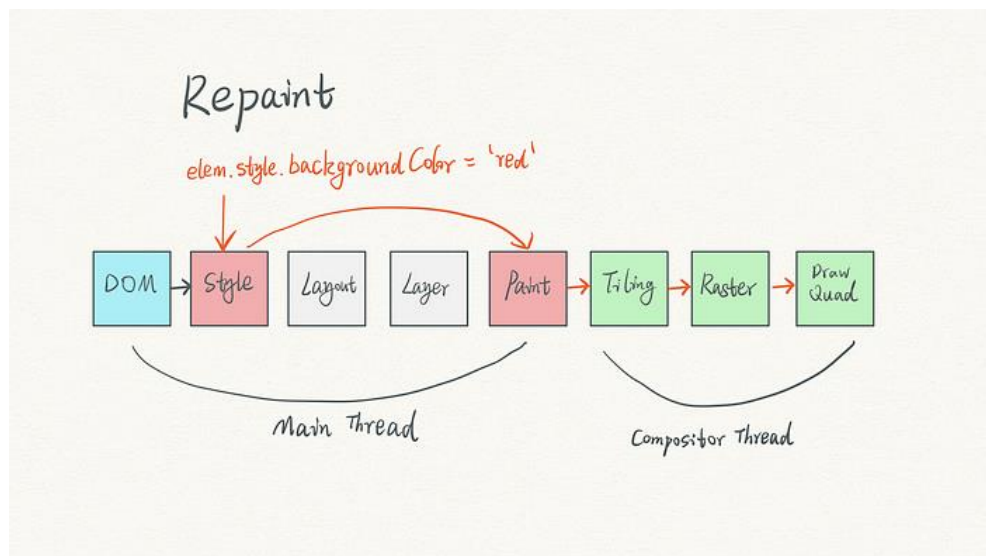 Repaint
elem.style.backgroundColor = 'red'
DOM
Style
Layout
Layer
Paint
Tiling
Raster
Draw
Quad
Main Thread
Compositor Thread